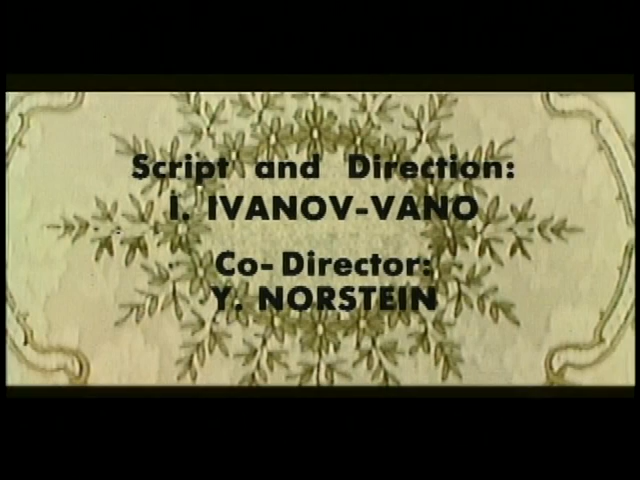 Script and Direction:
I. IVANOV-VANO
Co-Director:
Y. NORSTEIN